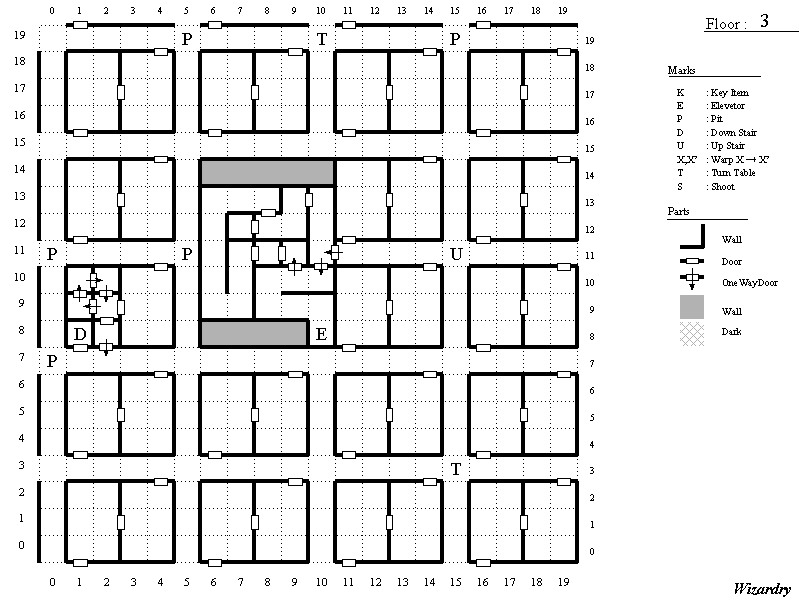 0 1 2 3 4 5 6 7 8 9 10 11 12 13 14 15 16 17 18 19
Floor : 3
19 P T P 19
18 18
17 17
16 16
15 15
14 14
13 13
12 12
11 P P U 11
10 10
9 9
8 D E 8
7 P 7
6 6
5 5
4 4
3 T 3
2 2
1 1
0 0
0 1 2 3 4 5 6 7 8 9 10 11 12 13 14 15 16 17 18 19
Marks
K : Key Item
E : Elevetor
P : Pit
D : Down Stair
U : Up Stair
X,X' : Warp X → X'
T : Turn Table
S : Shoot
Parts
Wall
Door
OneWayDoor
Wall
Dark
Wizardry